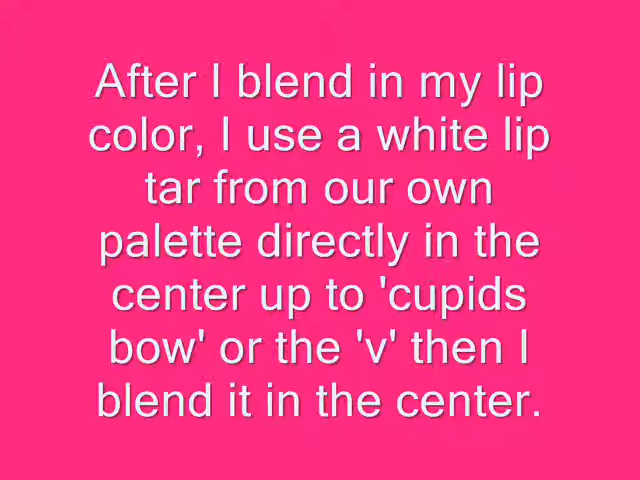 After I blend in my lip
color, I use a white lip
tar from our own
palette directly in the
center up to 'cupids
bow' or the 'v' then I
blend it in the center.